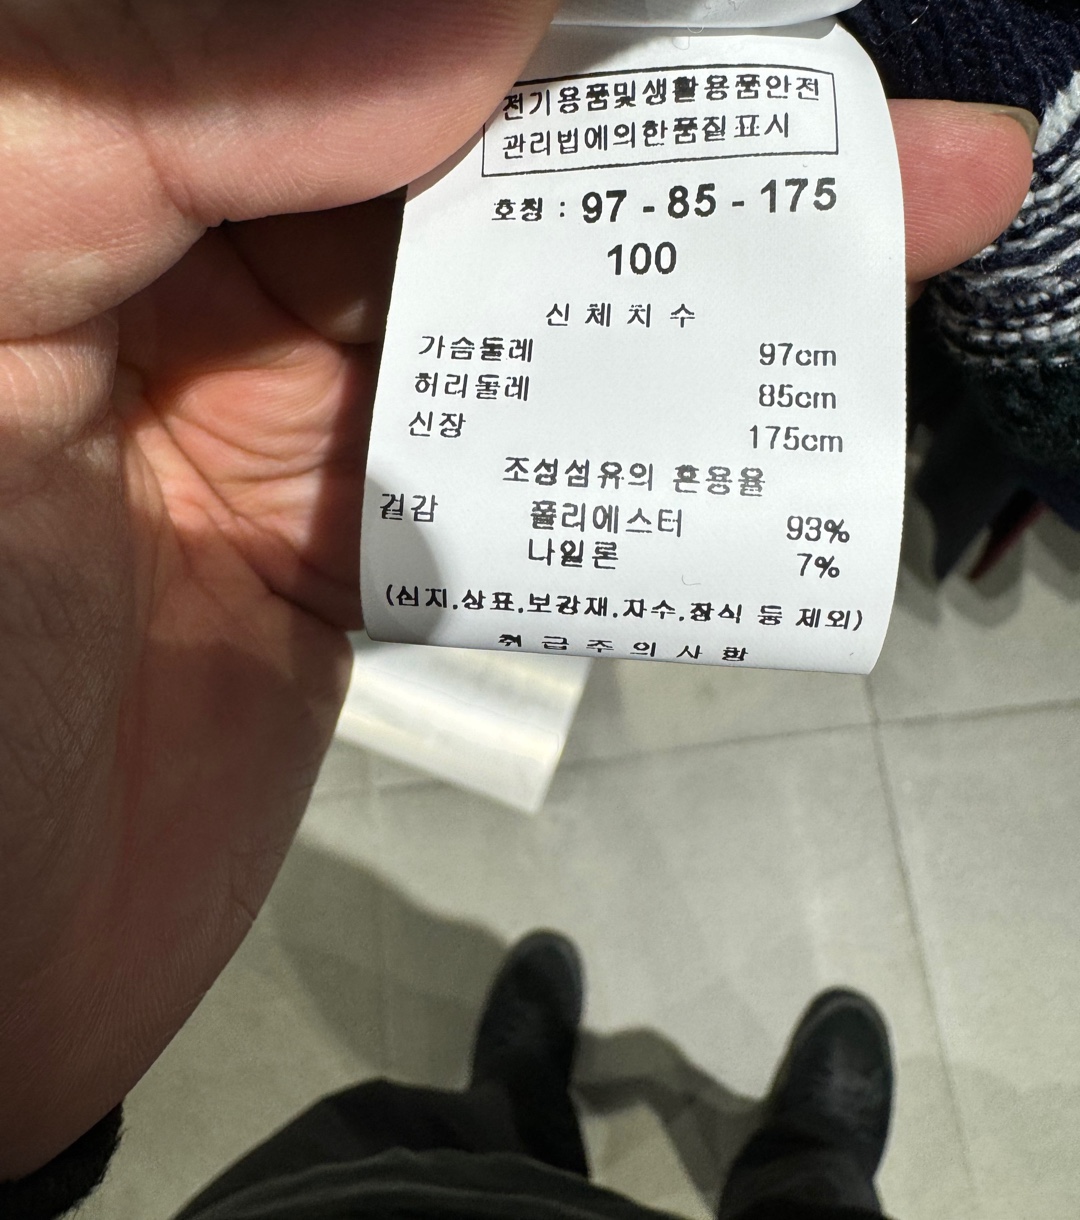 전기용품및생활용품안전
관리법에의한품질표시
호칭 : 97 - 85 - 175
100
신 체 치 수
가슴둘레 97cm
허리둘레 85cm
신장 175cm
조성섬유의 혼용율
겉감 폴리에스터 93%
나일론 7%
(심지.상표.보강재.자수.장식 등 제외)
취 급 주 의 사 항